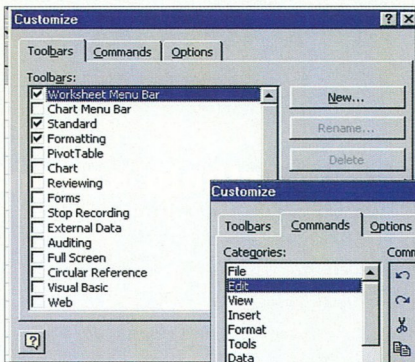 Customize
Toolbars Commands Options
Toolbars:
Worksheet Menu Bar
Chart Menu Bar
Standard
Formatting
PivotTable
Chart
Reviewing
Forms
Stop Recording
External Data
Auditing
Full Screen
Circular Reference
Visual Basic
Web
New...
Rename...
Delete
Customize
Toolbars Commands Options
Categories:
Comm
File
Edit
View
Insert
Format
Tools
Data